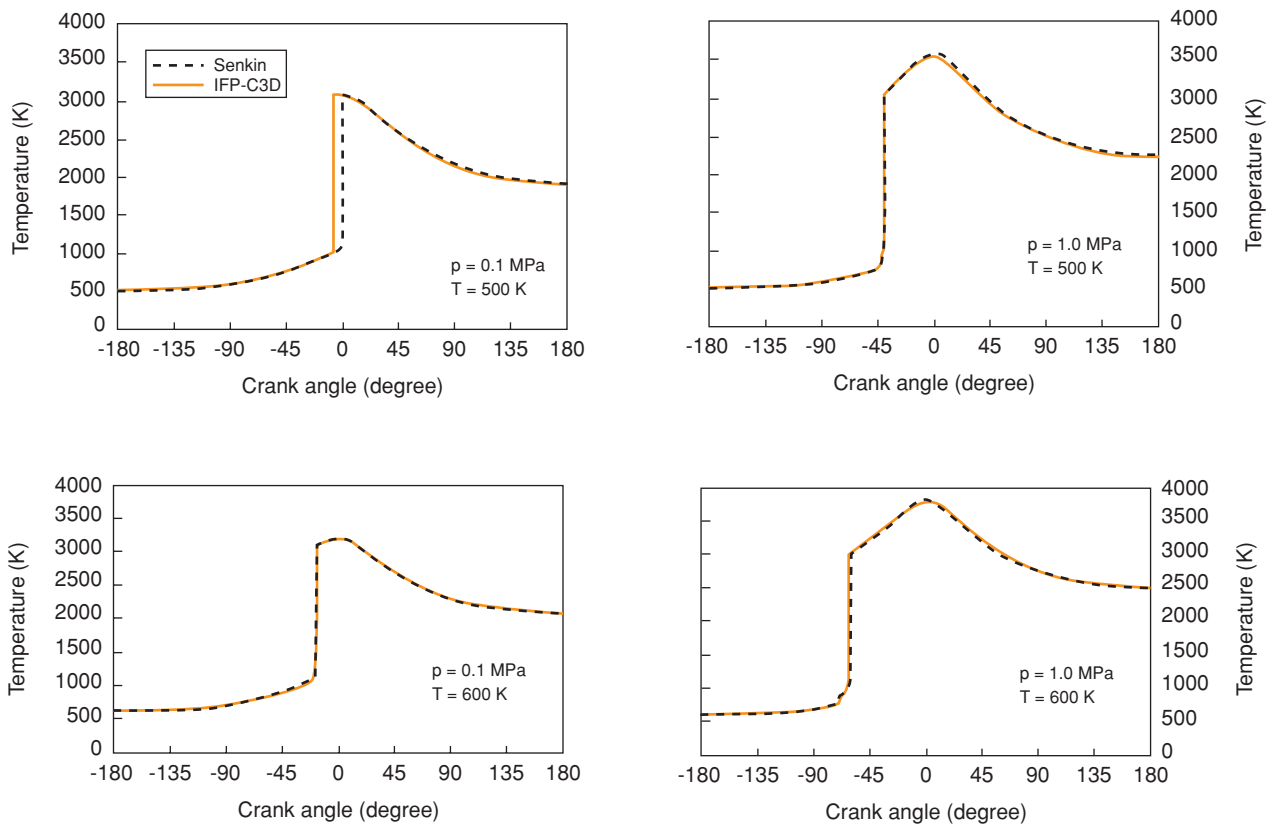 4000
3500
3000
2500
2000
1500
1000
500
0
Temperature (K)
Senkin
IFP-C3D
p = 0.1 MPa
T = 500 K
-180 -135 -90 -45 0 45 90 135 180
Crank angle (degree)
4000
3500
3000
2500
2000
1500
1000
500
0
Temperature (K)
p = 1.0 MPa
T = 500 K
-180 -135 -90 -45 0 45 90 135 180
Crank angle (degree)
4000
3500
3000
2500
2000
1500
1000
500
0
Temperature (K)
p = 0.1 MPa
T = 600 K
-180 -135 -90 -45 0 45 90 135 180
Crank angle (degree)
4000
3500
3000
2500
2000
1500
1000
500
0
Temperature (K)
p = 1.0 MPa
T = 600 K
-180 -135 -90 -45 0 45 90 135 180
Crank angle (degree)